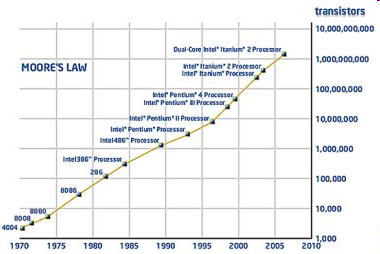 transistors
10,000,000,000
Dual-Core Intel® Itanium® 2 Processor
1,000,000,000
MOORE'S LAW
Intel® Itanium® 2 Processor
Intel® Itanium® Processor
100,000,000
Intel® Pentium® 4 Processor
Intel® Pentium® III Processor
10,000,000
Intel® Pentium® II Processor
Intel® Pentium® Processor
Intel486™ Processor
1,000,000
Intel386™ Processor
286
100,000
8086
10,000
8080
8008
4004
1,000
1970 1975 1980 1985 1990 1995 2000 2005 2010